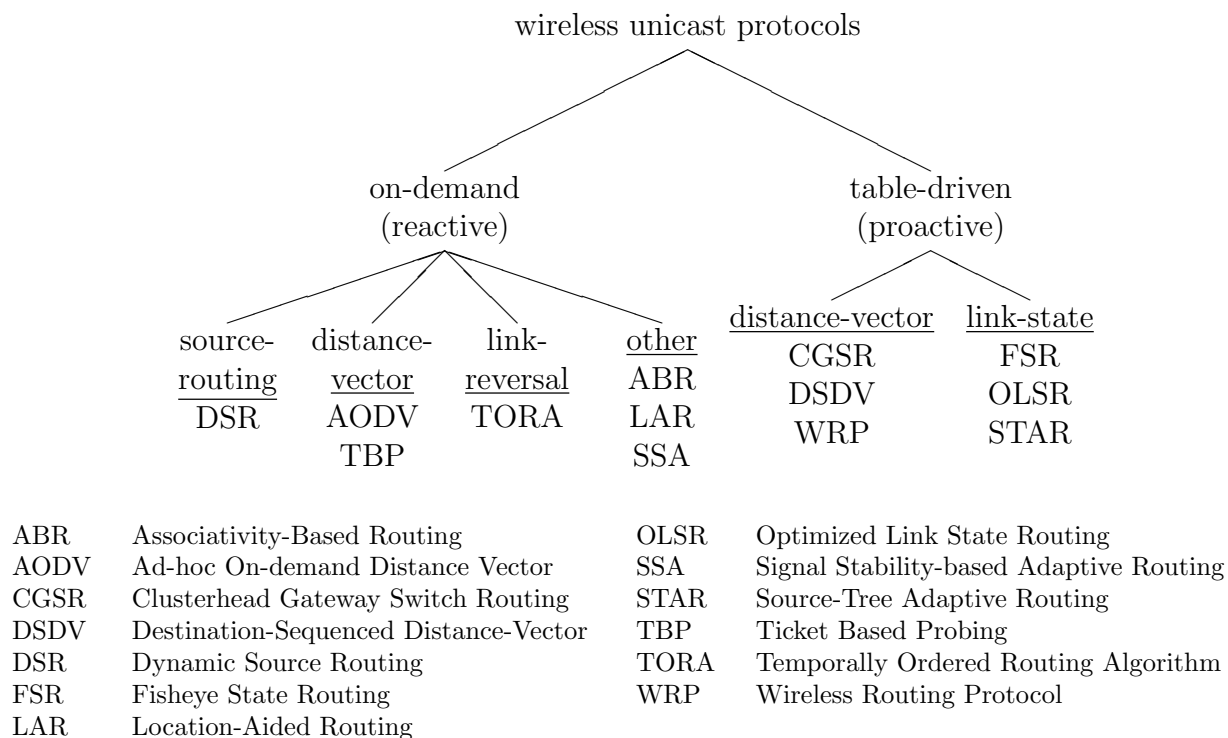 wireless unicast protocols
on-demand
(reactive)
table-driven
(proactive)
source-
routing
DSR
distance-
vector
AODV
TBP
link-
reversal
TORA
other
ABR
LAR
SSA
distance-vector
CGSR
DSDV
WRP
link-state
FSR
OLSR
STAR
ABR Associativity-Based Routing
AODV Ad-hoc On-demand Distance Vector
CGSR Clusterhead Gateway Switch Routing
DSDV Destination-Sequenced Distance-Vector
DSR Dynamic Source Routing
FSR Fisheye State Routing
LAR Location-Aided Routing
OLSR Optimized Link State Routing
SSA Signal Stability-based Adaptive Routing
STAR Source-Tree Adaptive Routing
TBP Ticket Based Probing
TORA Temporally Ordered Routing Algorithm
WRP Wireless Routing Protocol